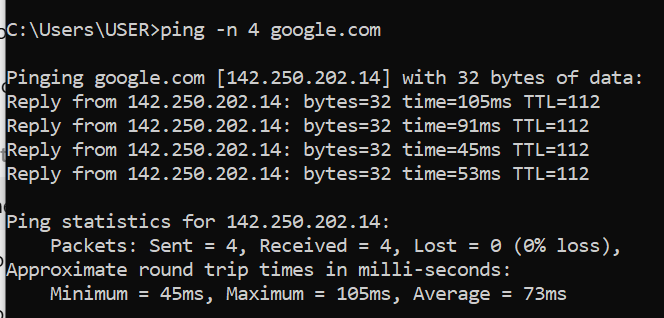 C:\Users\USER>ping -n 4 google.com
Pinging google.com [142.250.202.14] with 32 bytes of data:
Reply from 142.250.202.14: bytes=32 time=105ms TTL=112
Reply from 142.250.202.14: bytes=32 time=91ms TTL=112
Reply from 142.250.202.14: bytes=32 time=45ms TTL=112
Reply from 142.250.202.14: bytes=32 time=53ms TTL=112
Ping statistics for 142.250.202.14:
    Packets: Sent = 4, Received = 4, Lost = 0 (0% loss),
Approximate round trip times in milli-seconds:
    Minimum = 45ms, Maximum = 105ms, Average = 73ms